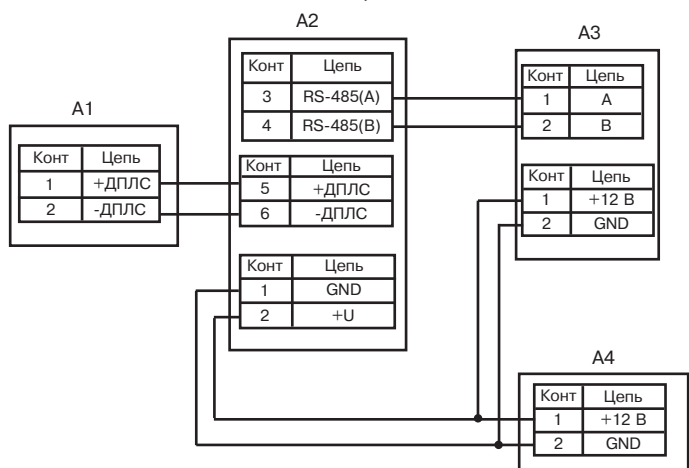 A2
Конт Цепь
3 RS-485(A)
4 RS-485(B)
Конт Цепь
5 +ДПЛС
6 -ДПЛС
Конт Цепь
1 GND
2 +U
A1
Конт Цепь
1 +ДПЛС
2 -ДПЛС
A3
Конт Цепь
1 A
2 B
Конт Цепь
1 +12 В
2 GND
A4
Конт Цепь
1 +12 В
2 GND